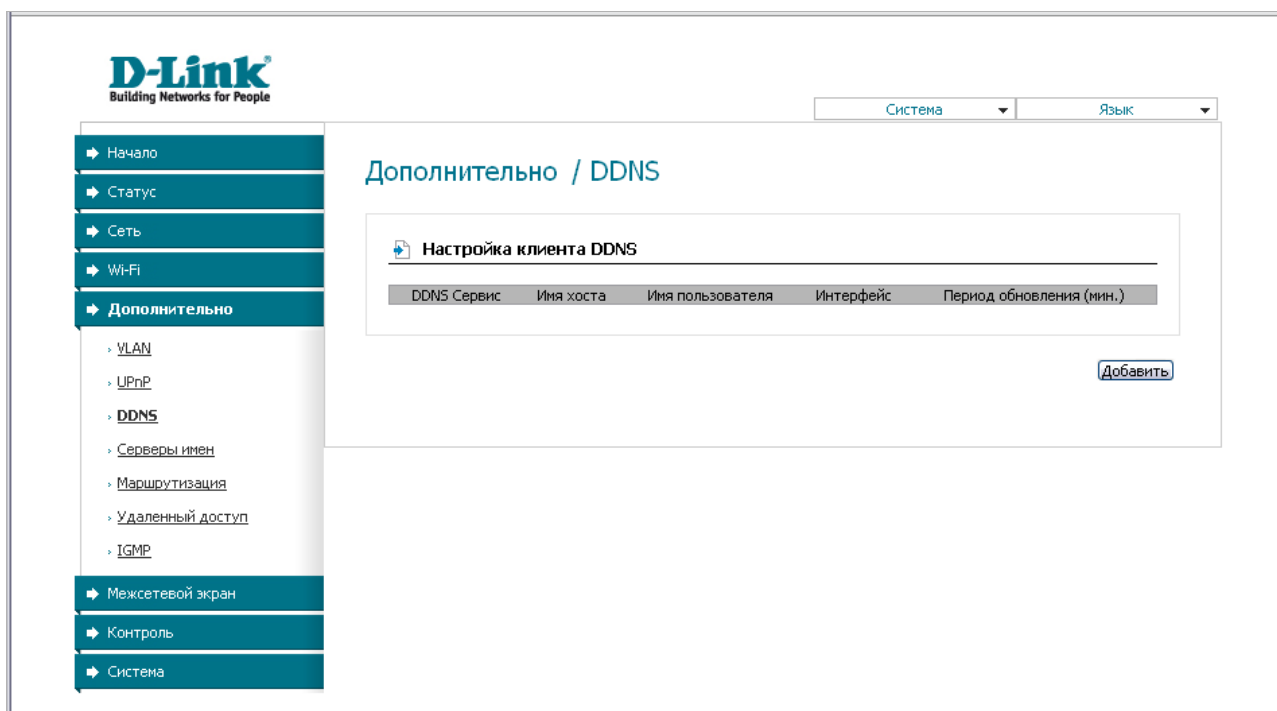 D-Link
Building Networks for People
Система Язык
Начало
Статус
Сеть
Wi-Fi
Дополнительно
VLAN
UPnP
DDNS
Серверы имен
Маршрутизация
Удаленный доступ
IGMP
Межсетевой экран
Контроль
Система
Дополнительно / DDNS
Настройка клиента DDNS
DDNS Сервис Имя хоста Имя пользователя Интерфейс Период обновления (мин.)
Добавить